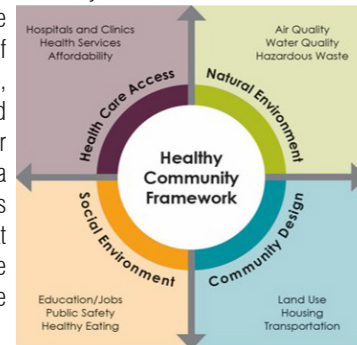 Hospitals and Clinics
Health Services
Affordability
Air Quality
Water Quality
Hazardous Waste
Health Care Access
Natural Environment
Healthy
Community
Framework
Social Environment
Community Design
Education/Jobs
Public Safety
Healthy Eating
Land Use
Housing
Transportation